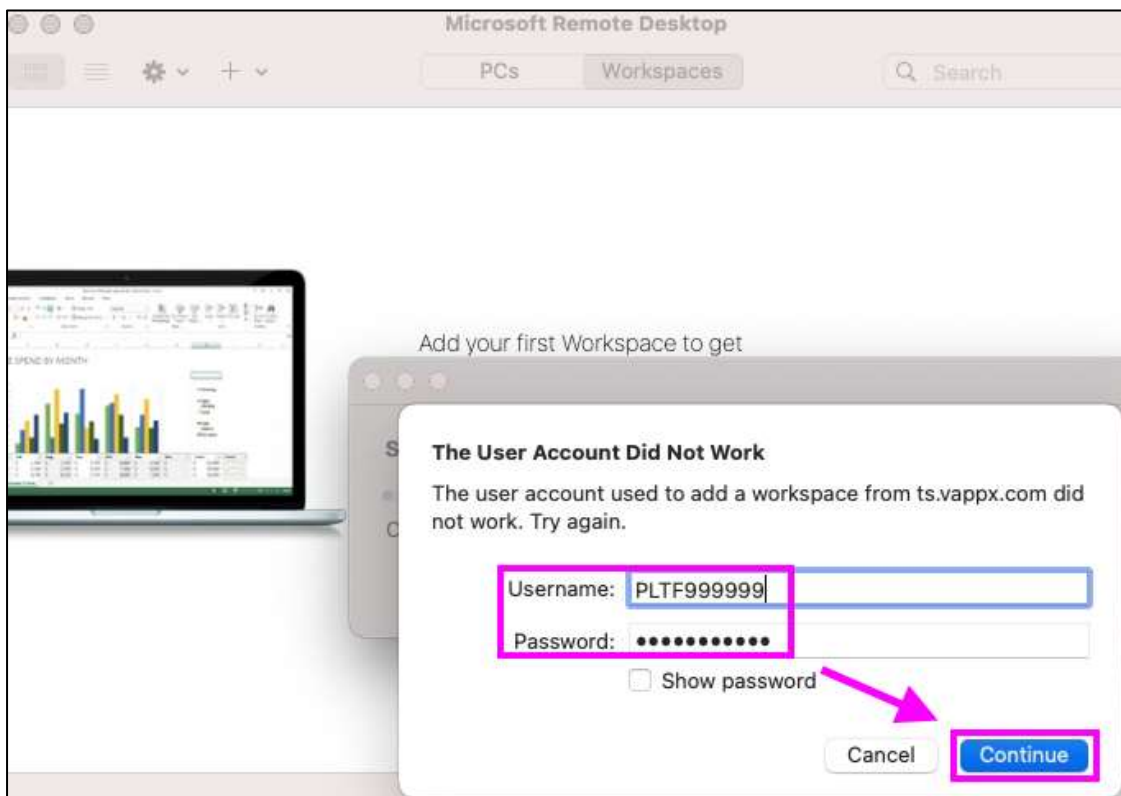 Microsoft Remote Desktop
PCs
Workspaces
Search
Add your first Workspace to get
SPEND BY MONTH
S
The User Account Did Not Work
The user account used to add a workspace from ts.vappx.com did
not work. Try again.
C
Username: PLTF999999
Password: •••••••••••
Show password
Cancel
Continue